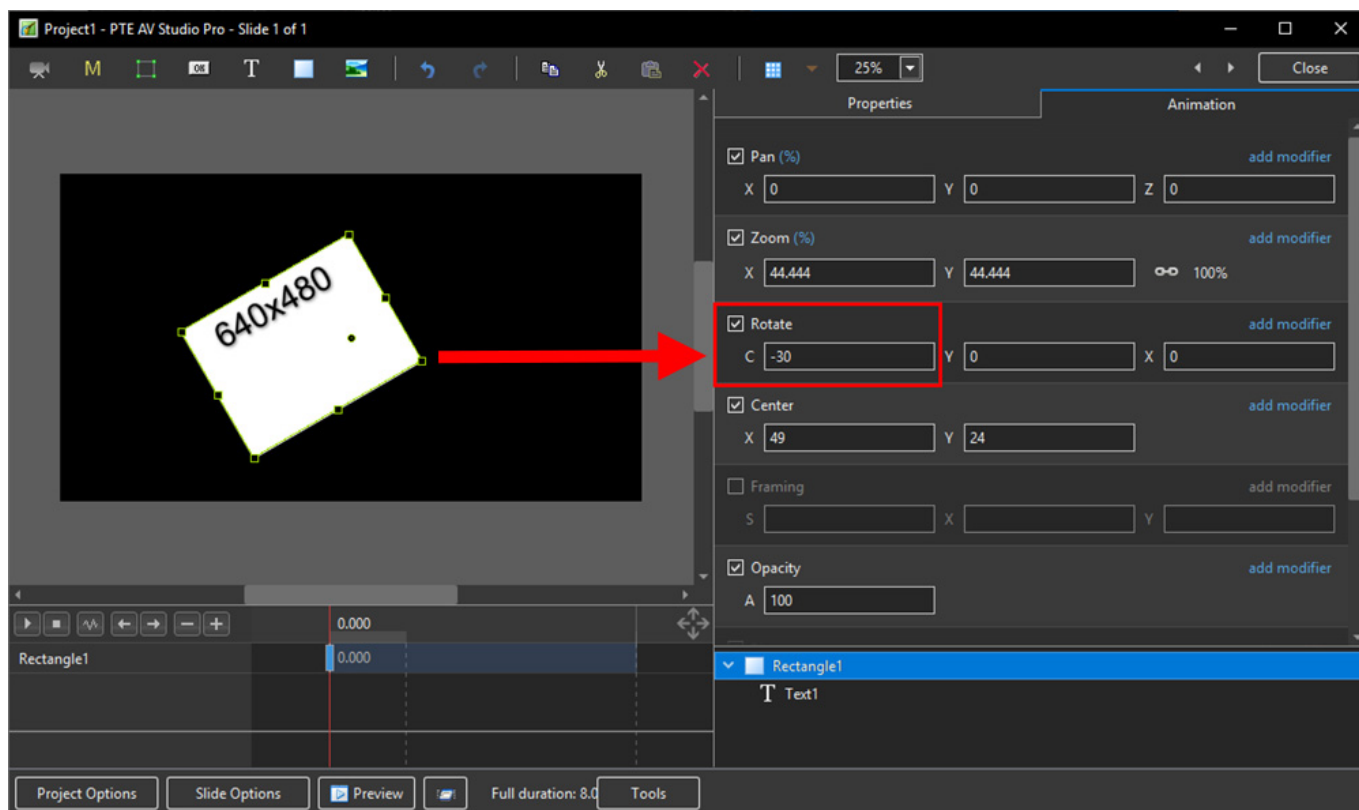 Project1 - PTE AV Studio Pro - Slide 1 of 1
M OK T 25% Close
Properties Animation
Pan (%) add modifier
X 0 Y 0 Z 0
Zoom (%) add modifier
X 44.444 Y 44.444 100%
640x480
Rotate add modifier
C -30 Y 0 X 0
Center add modifier
X 49 Y 24
Framing add modifier
S X Y
Opacity add modifier
A 100
0.000
Rectangle1 0.000
Rectangle1
T Text1
Project Options Slide Options Preview Full duration: 8.0 Tools